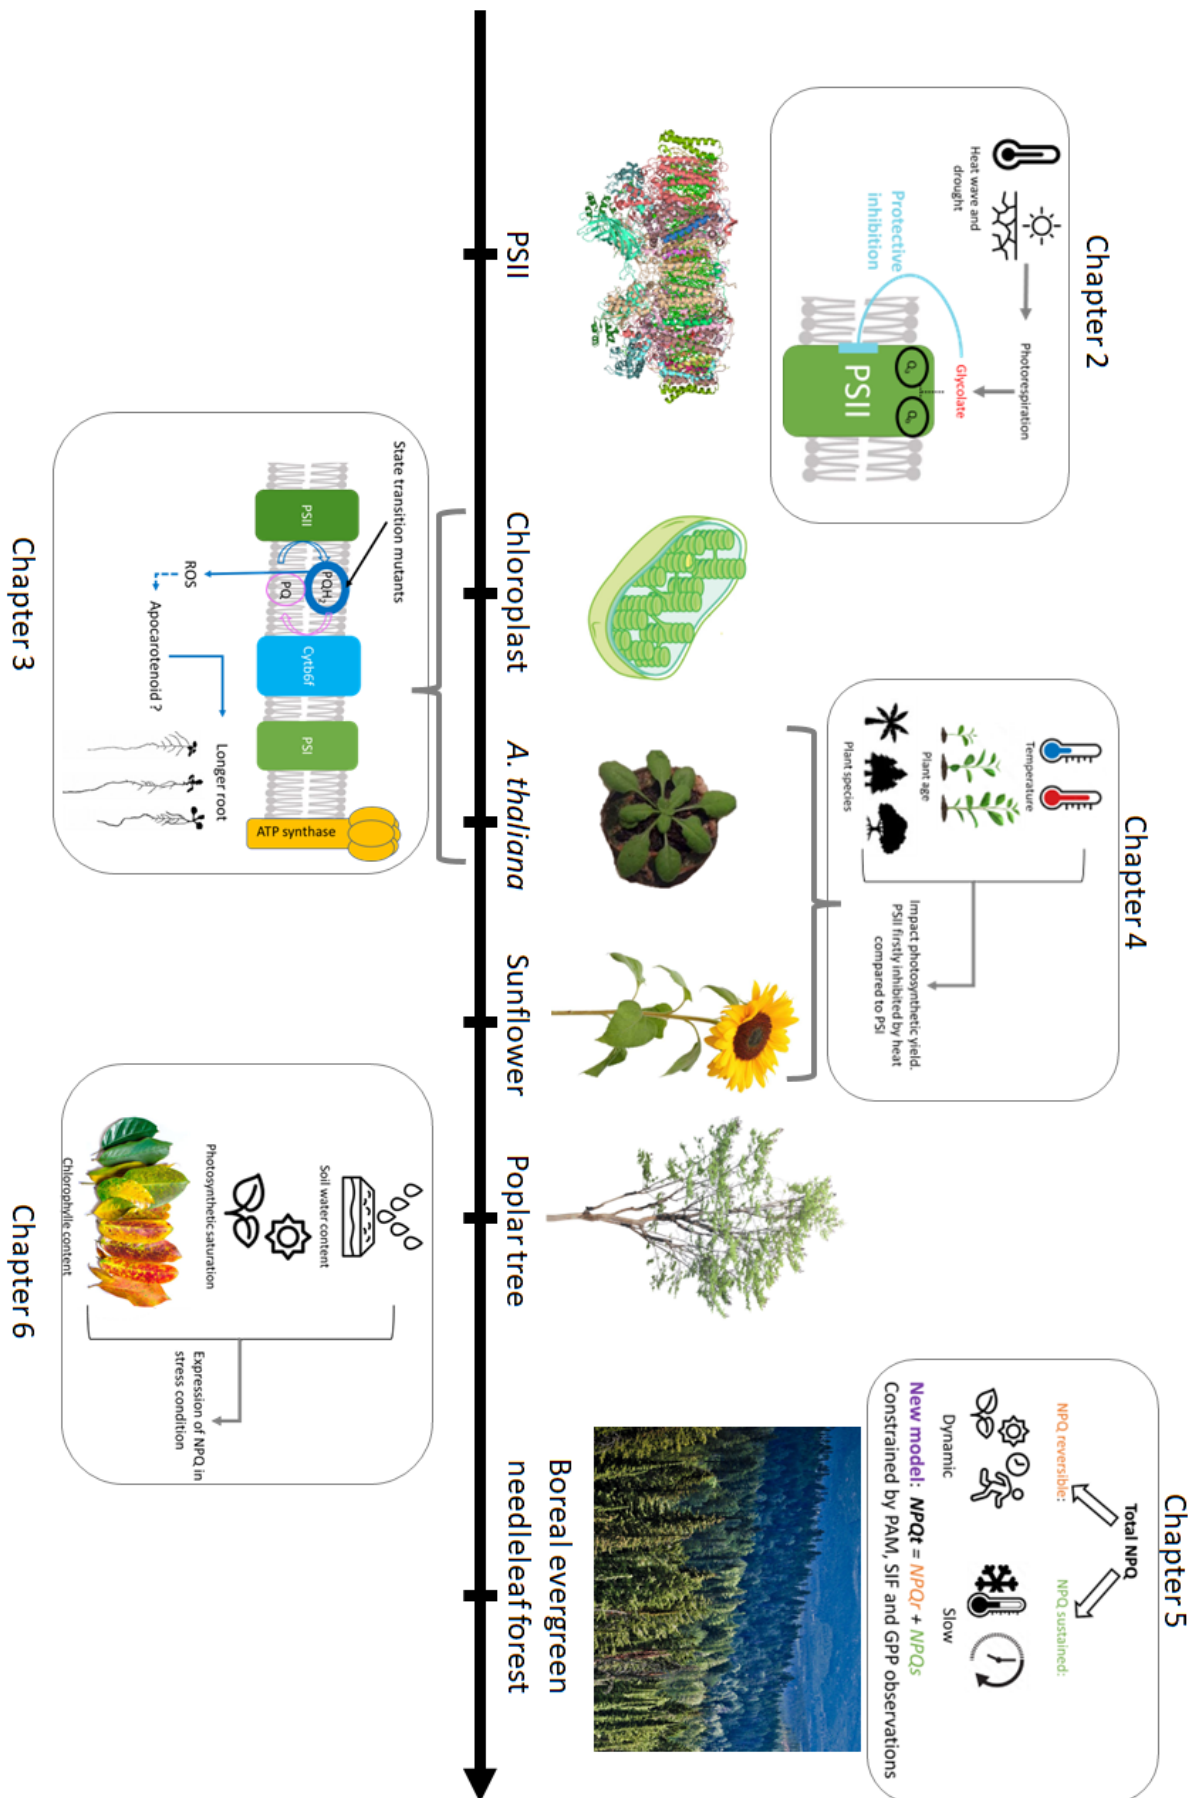 Chapter 2
Heat wave and
drought
Photorespiration
Glycolate
Protective
inhibition
PSII
Chapter 4
Temperature
Plant age
Plant species
Impact photosynthetic yield.
PSII firstly inhibited by heat
compared to PSI
Chapter 5
Total NPQ
NPQ reversible:
NPQ sustained:
Dynamic
Slow
New model: NPQt = NPQr + NPQs
Constrained by PAM, SIF and GPP observations
PSII
Chloroplast
A. thaliana
Sunflower
Poplar tree
Boreal evergreen
needleleaf forest
State transition mutants
PSII
PQH2
PQ
Cytb6f
PSI
ATP synthase
ROS
Apocarotenoid ?
Longer root
Chapter 3
Soil water content
Photosynthetic saturation
Chlorophylle content
Expression of NPQ in
stress condition
Chapter 6